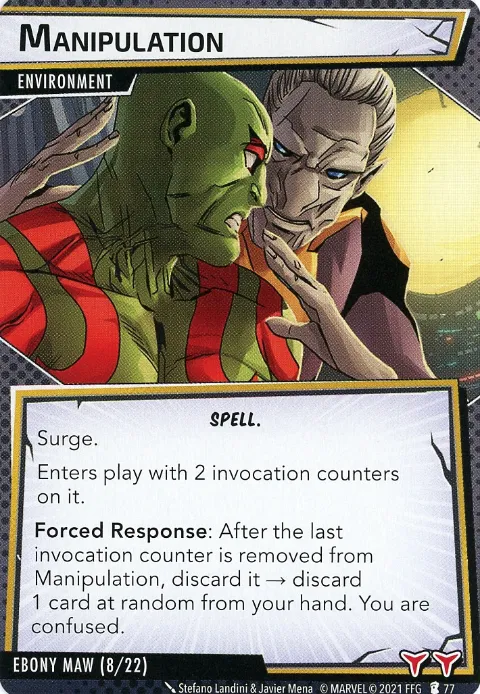 MANIPULATION
ENVIRONMENT
SPELL.
Surge.
Enters play with 2 invocation counters
on it.
Forced Response: After the last
invocation counter is removed from
Manipulation, discard it → discard
1 card at random from your hand. You are
confused.
EBONY MAW (8/22)
Stefano Landini & Javier Mena © MARVEL © 2021 FFG 77